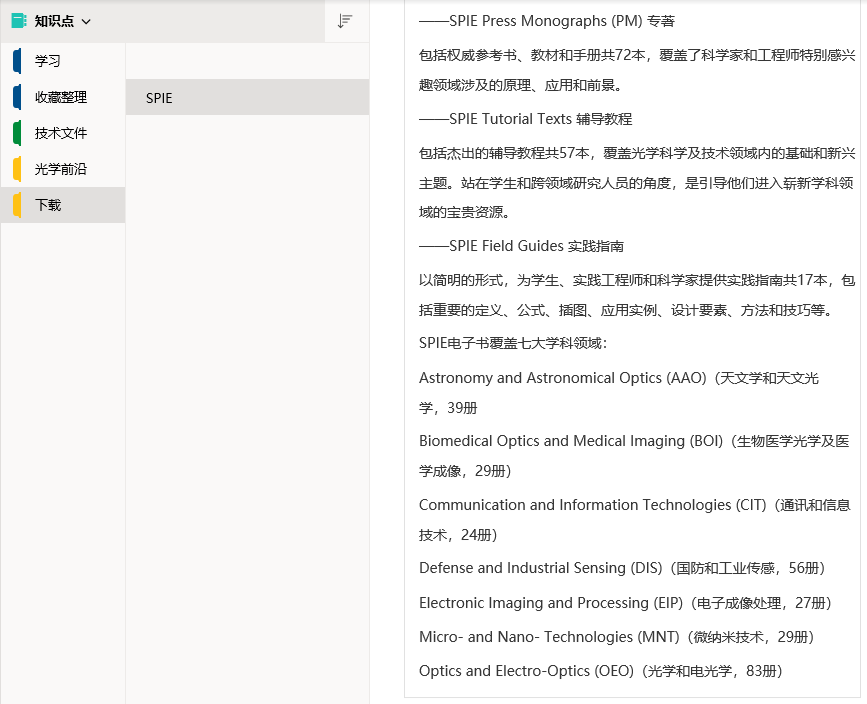 知识点
学习
收藏整理
技术文件
光学前沿
下载
SPIE
——SPIE Press Monographs (PM) 专著
包括权威参考书、教材和手册共72本，覆盖了科学家和工程师特别感兴
趣领域涉及的原理、应用和前景。
——SPIE Tutorial Texts 辅导教程
包括杰出的辅导教程共57本，覆盖光学科学及技术领域内的基础和新兴
主题。站在学生和跨领域研究人员的角度，是引导他们进入崭新学科领
域的宝贵资源。
——SPIE Field Guides 实践指南
以简明的形式，为学生、实践工程师和科学家提供实践指南共17本，包
括重要的定义、公式、插图、应用实例、设计要素、方法和技巧等。
SPIE电子书覆盖七大学科领域：
Astronomy and Astronomical Optics (AAO)（天文学和天文光
学，39册
Biomedical Optics and Medical Imaging (BOI)（生物医学光学及医
学成像，29册）
Communication and Information Technologies (CIT)（通讯和信息
技术，24册）
Defense and Industrial Sensing (DIS)（国防和工业传感，56册）
Electronic Imaging and Processing (EIP)（电子成像处理，27册）
Micro- and Nano- Technologies (MNT)（微纳米技术，29册）
Optics and Electro-Optics (OEO)（光学和电光学，83册）